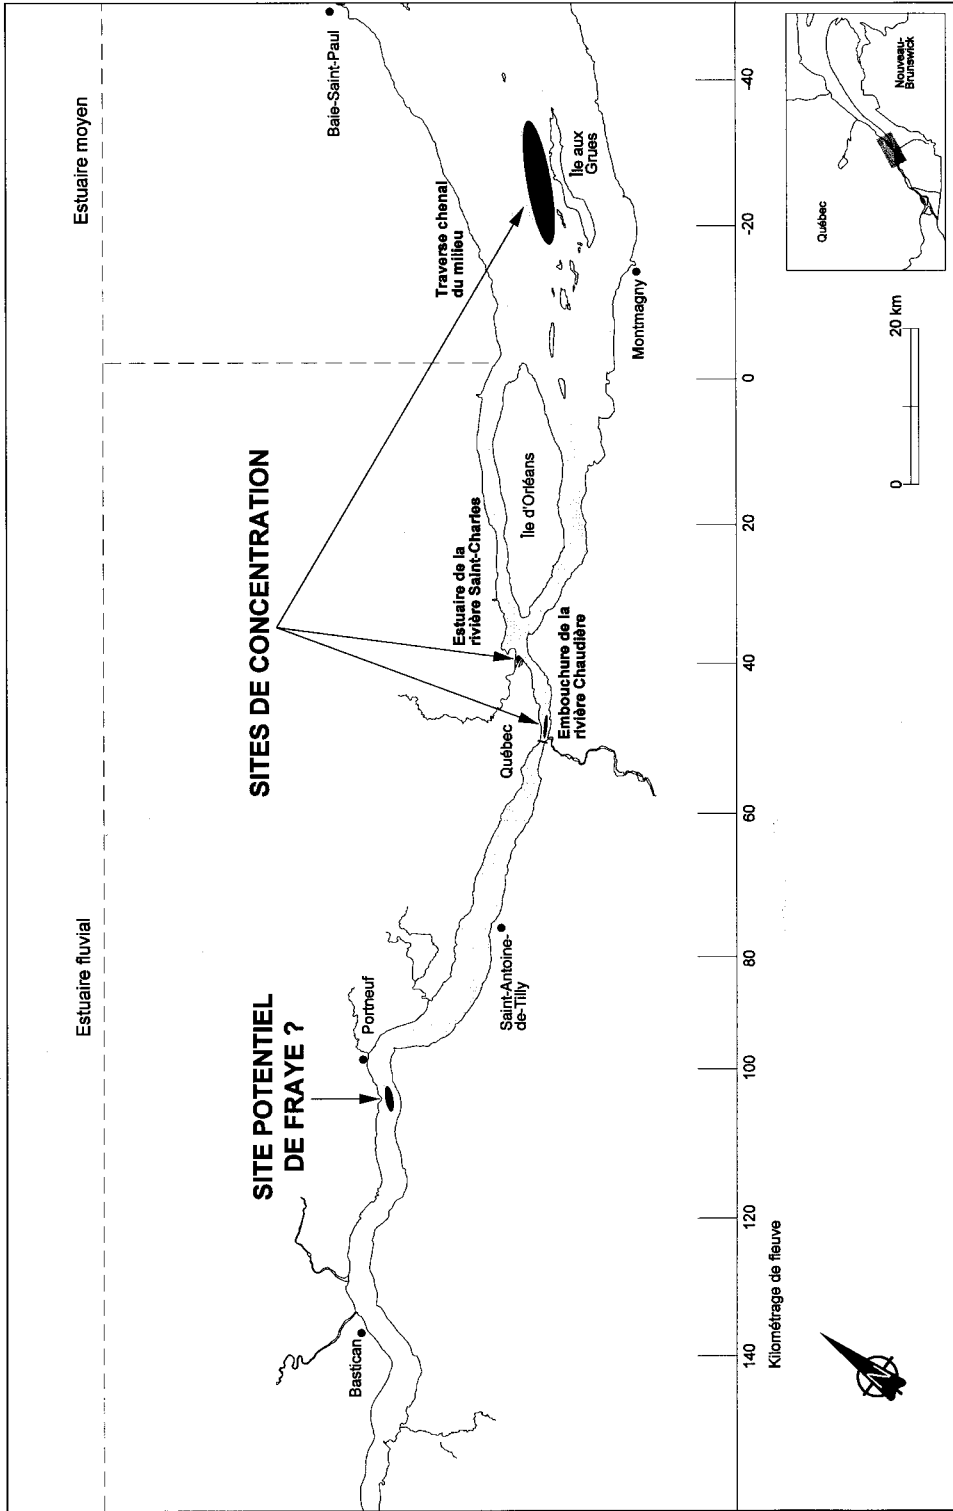 Estuaire fluvial
Estuaire moyen
SITE POTENTIEL
DE FRAYE ?
SITES DE CONCENTRATION
Baie-Saint-Paul
Traverse chenal
du milieu
Île aux
Grues
Montmagny
Île d'Orléans
Estuaire de la
rivière Saint-Charles
Embouchure de la
rivière Chaudière
Québec
Portneuf
Saint-Antoine-
de-Tilly
Bastican
140
120
100
80
60
40
20
0
-20
-40
Kilométrage de fleuve
N
0
20 km
Québec
Nouveau-
Brunswick